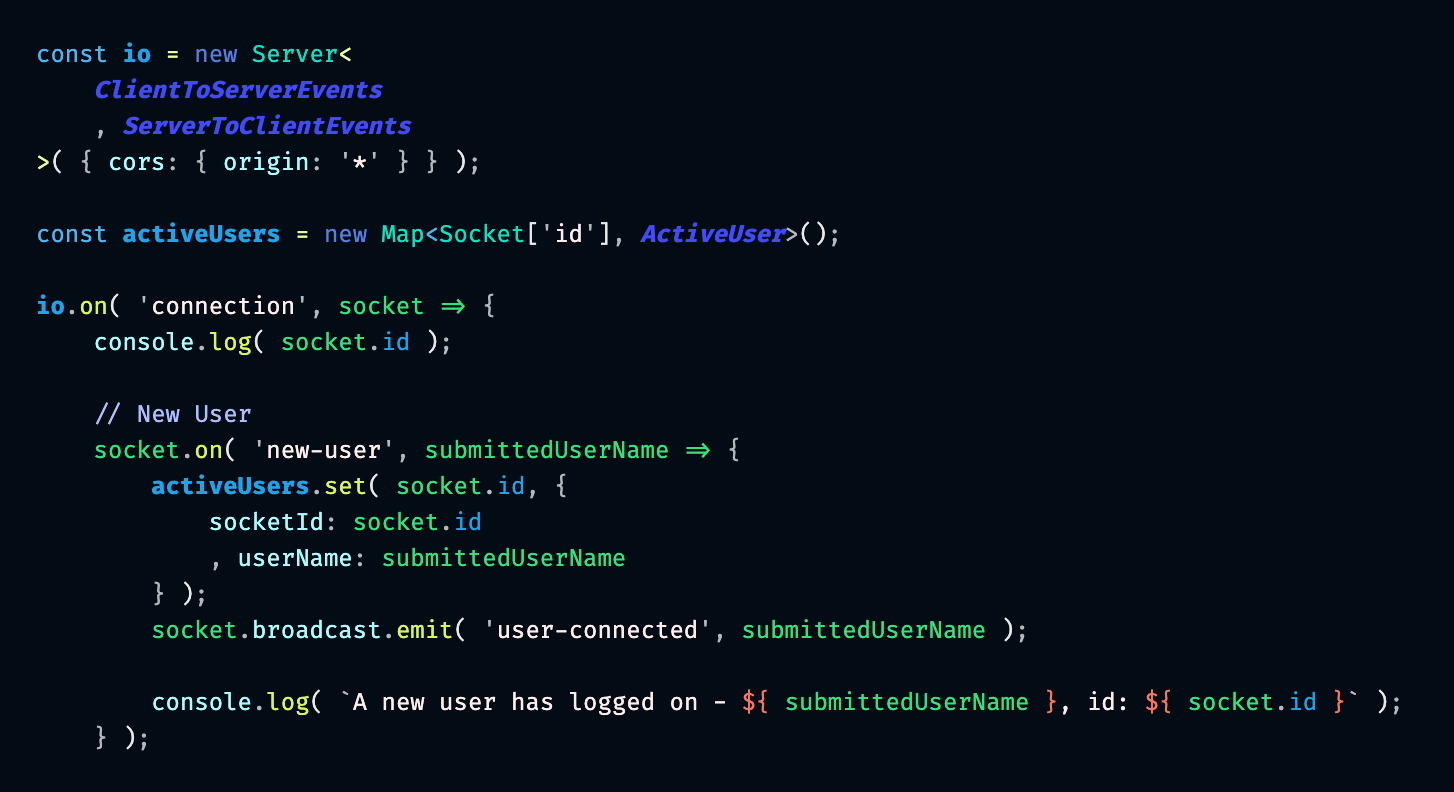 const io = new Server<
    ClientToServerEvents
    , ServerToClientEvents
>( { cors: { origin: '*' } } );

const activeUsers = new Map<Socket['id'], ActiveUser>();

io.on( 'connection', socket => {
    console.log( socket.id );

    // New User
    socket.on( 'new-user', submittedUserName => {
        activeUsers.set( socket.id, {
            socketId: socket.id
            , userName: submittedUserName
        } );
        socket.broadcast.emit( 'user-connected', submittedUserName );

        console.log( `A new user has logged on - ${ submittedUserName }, id: ${ socket.id }` );
    } );